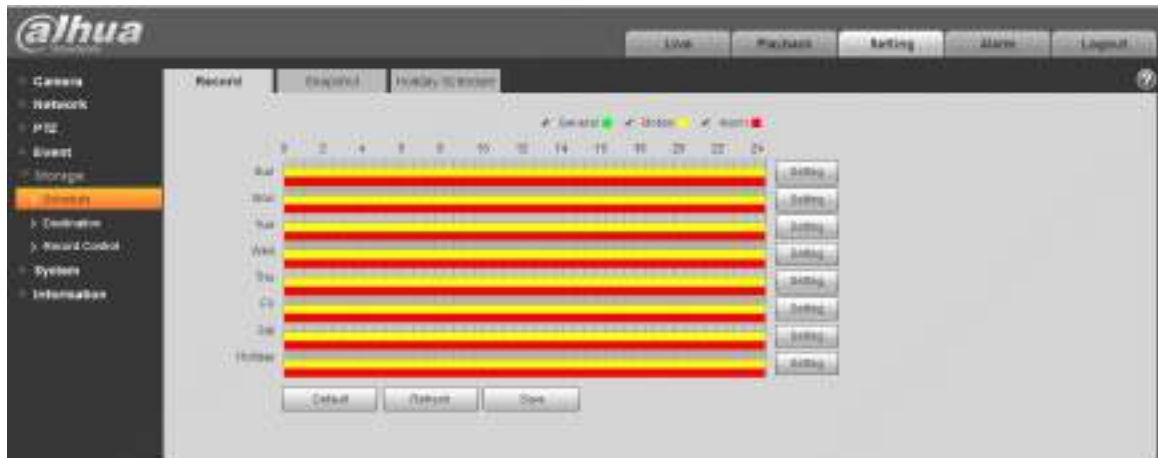 alhua
Live
Playback
Setting
Alarm
Logout
Camera
Network
PTZ
Event
Storage
Schedule
Destination
Record Control
System
Information
Record
Snapshot
Holiday Schedule
General
Motion
Alarm
0 2 4 6 8 10 12 14 16 18 20 22 24
Sun Setting
Mon Setting
Tue Setting
Wed Setting
Thu Setting
Fri Setting
Sat Setting
Holiday Setting
Default
Refresh
Save